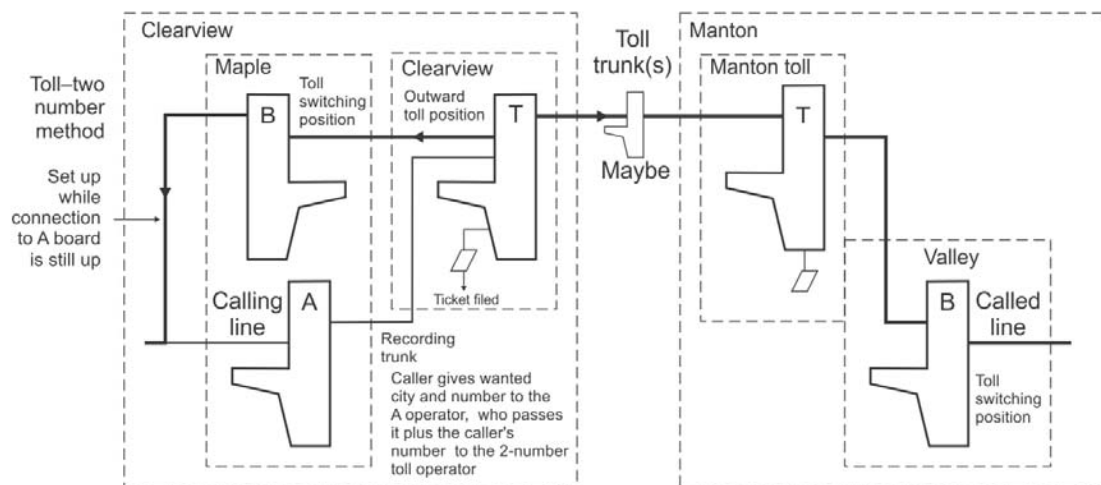 Clearview
Toll–two
number
method
Set up
while
connection
to A board
is still up
Maple
B
Toll
switching
position
Clearview
Outward
toll position
T
Ticket filed
Calling
line
A
Recording
trunk
Caller gives wanted
city and number to the
A operator, who passes
it plus the caller's
number to the 2-number
toll operator
Toll
trunk(s)
Maybe
Manton
Manton toll
T
Valley
B
Called
line
Toll
switching
position